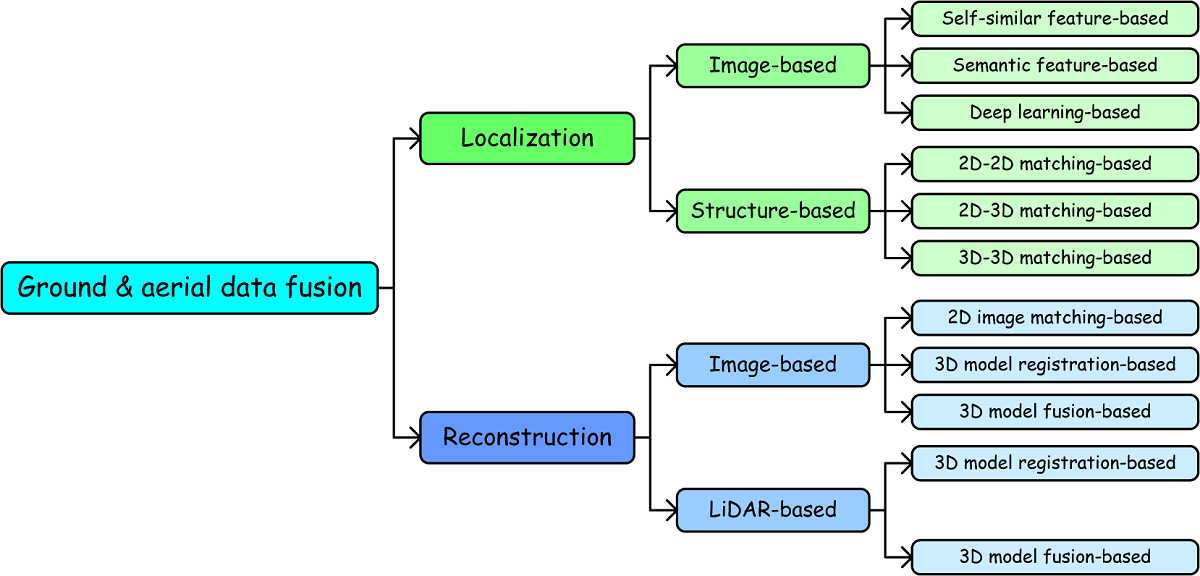 Ground & aerial data fusion
Localization
Image-based
Self-similar feature-based
Semantic feature-based
Deep learning-based
Structure-based
2D-2D matching-based
2D-3D matching-based
3D-3D matching-based
Reconstruction
Image-based
2D image matching-based
3D model registration-based
3D model fusion-based
LiDAR-based
3D model registration-based
3D model fusion-based